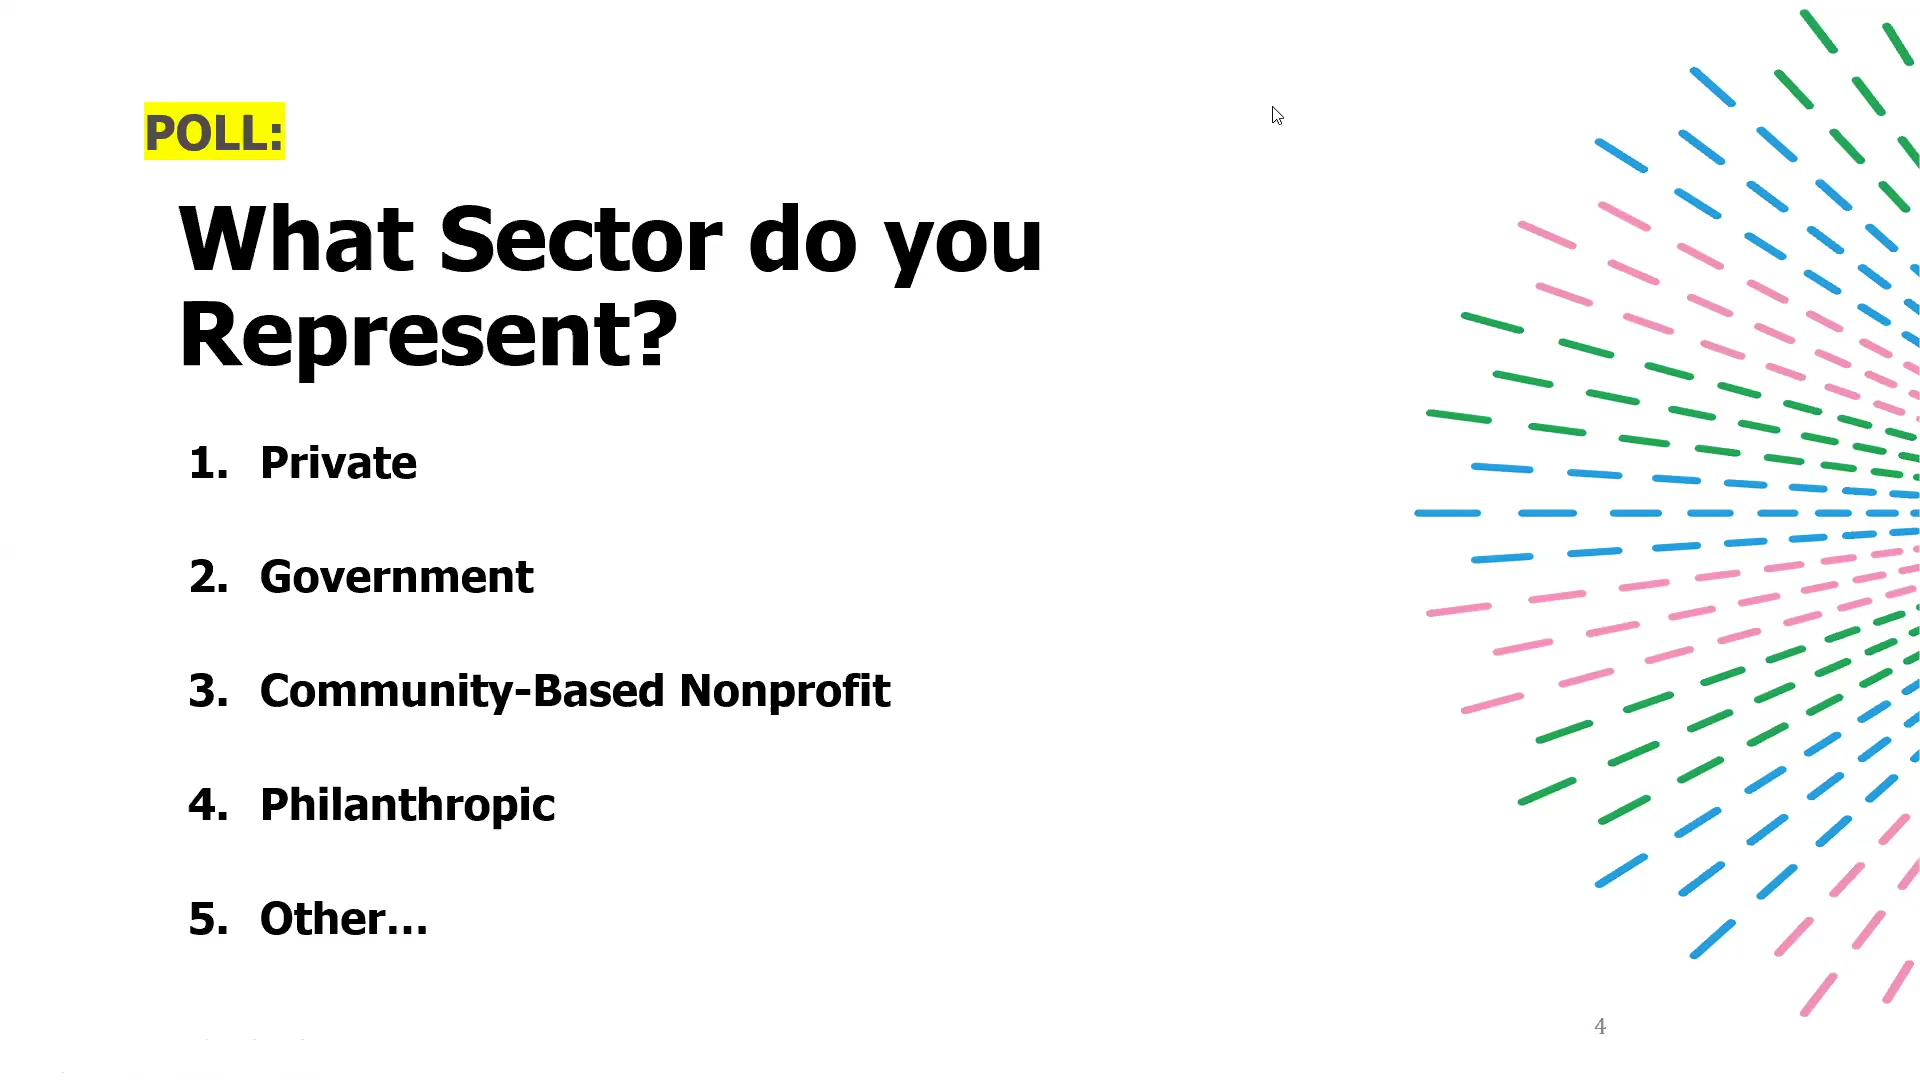 POLL:
What Sector do you
Represent?
1. Private
2. Government
3. Community-Based Nonprofit
4. Philanthropic
5. Other...
4